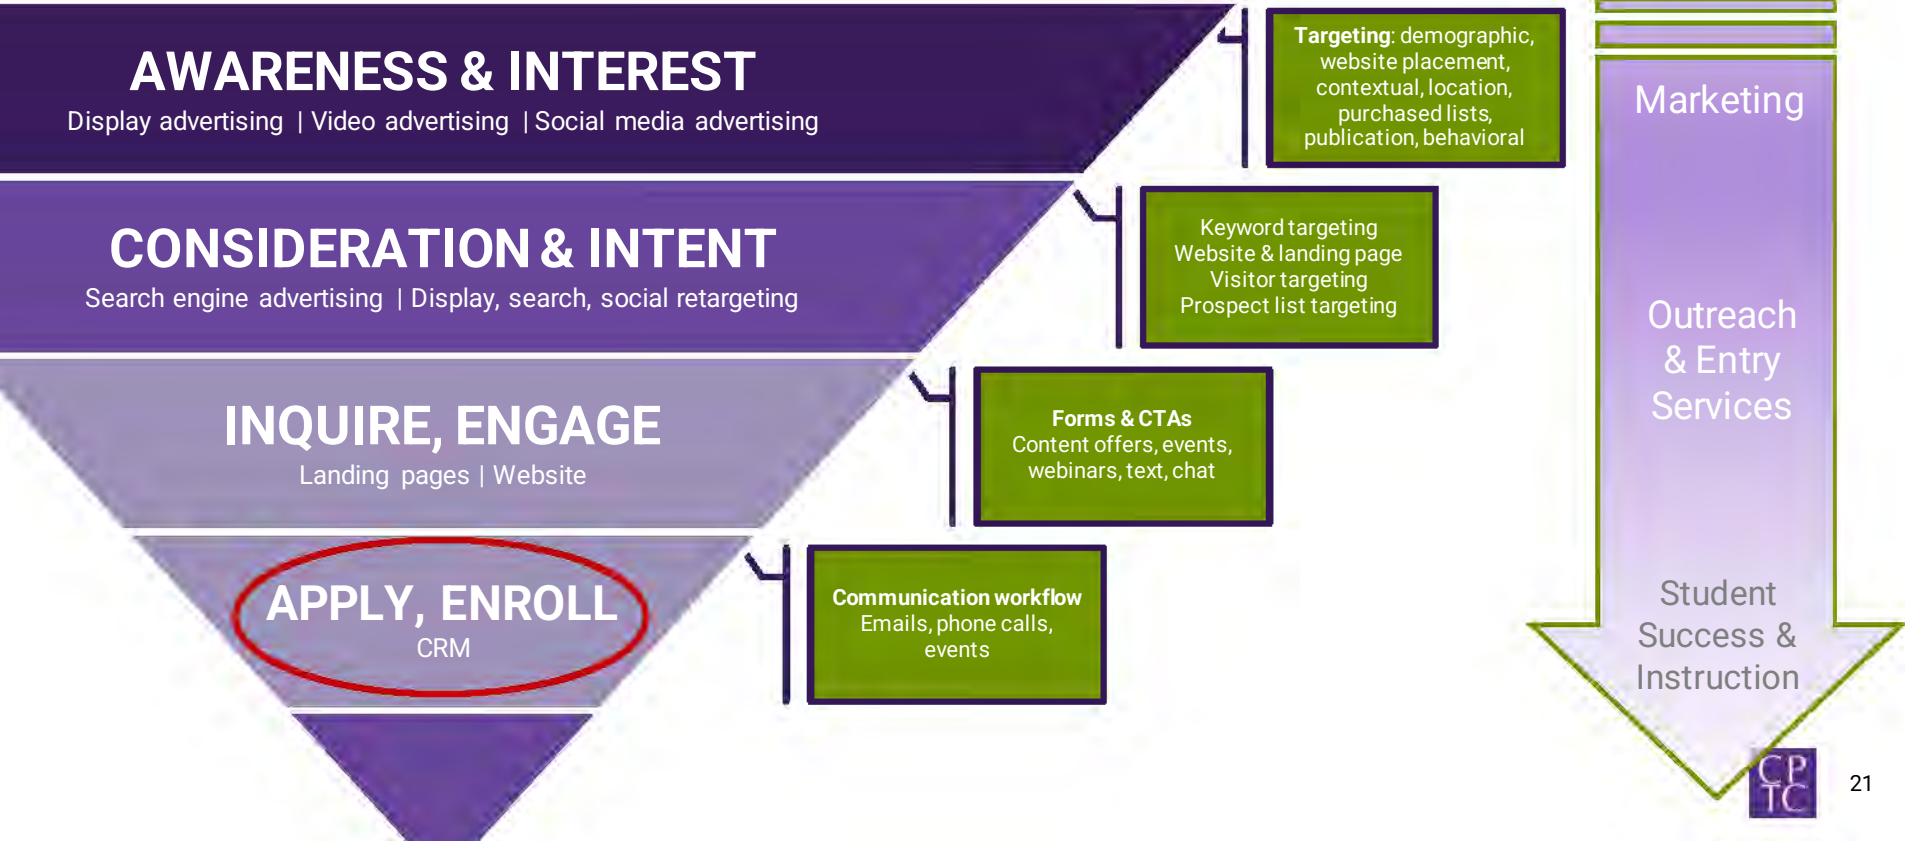 AWARENESS & INTEREST
Display advertising | Video advertising | Social media advertising
Targeting: demographic,
website placement,
contextual, location,
purchased lists,
publication, behavioral
CONSIDERATION & INTENT
Search engine advertising | Display, search, social retargeting
Keyword targeting
Website & landing page
Visitor targeting
Prospect list targeting
INQUIRE, ENGAGE
Landing pages | Website
Forms & CTAs
Content offers, events,
webinars, text, chat
APPLY, ENROLL
CRM
Communication workflow
Emails, phone calls,
events
Marketing
Outreach
& Entry
Services
Student
Success &
Instruction
CP
TC
21